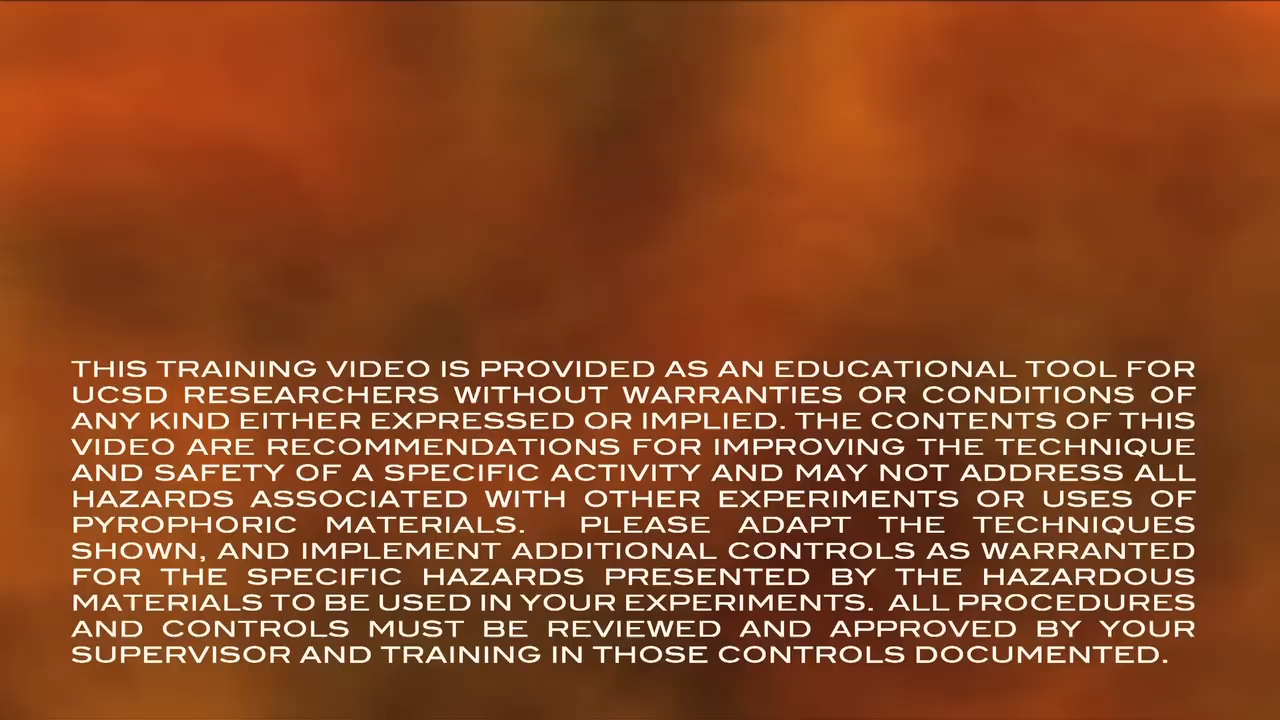 THIS TRAINING VIDEO IS PROVIDED AS AN EDUCATIONAL TOOL FOR
UCSD RESEARCHERS WITHOUT WARRANTIES OR CONDITIONS OF
ANY KIND EITHER EXPRESSED OR IMPLIED. THE CONTENTS OF THIS
VIDEO ARE RECOMMENDATIONS FOR IMPROVING THE TECHNIQUE
AND SAFETY OF A SPECIFIC ACTIVITY AND MAY NOT ADDRESS ALL
HAZARDS ASSOCIATED WITH OTHER EXPERIMENTS OR USES OF
PYROPHORIC MATERIALS. PLEASE ADAPT THE TECHNIQUES
SHOWN, AND IMPLEMENT ADDITIONAL CONTROLS AS WARRANTED
FOR THE SPECIFIC HAZARDS PRESENTED BY THE HAZARDOUS
MATERIALS TO BE USED IN YOUR EXPERIMENTS. ALL PROCEDURES
AND CONTROLS MUST BE REVIEWED AND APPROVED BY YOUR
SUPERVISOR AND TRAINING IN THOSE CONTROLS DOCUMENTED.